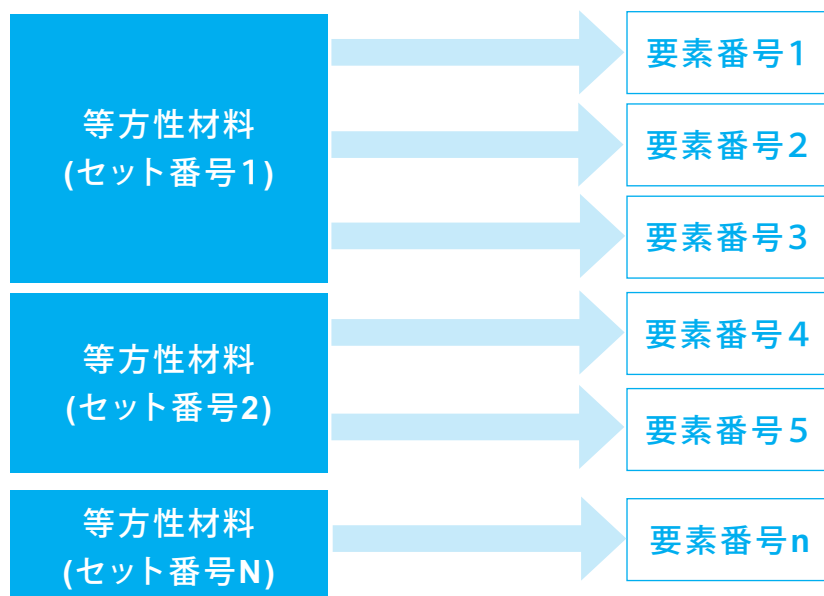 等方性材料
(セット番号１)
要素番号１
要素番号２
要素番号３
等方性材料
(セット番号2)
要素番号４
要素番号５
等方性材料
(セット番号N)
要素番号n